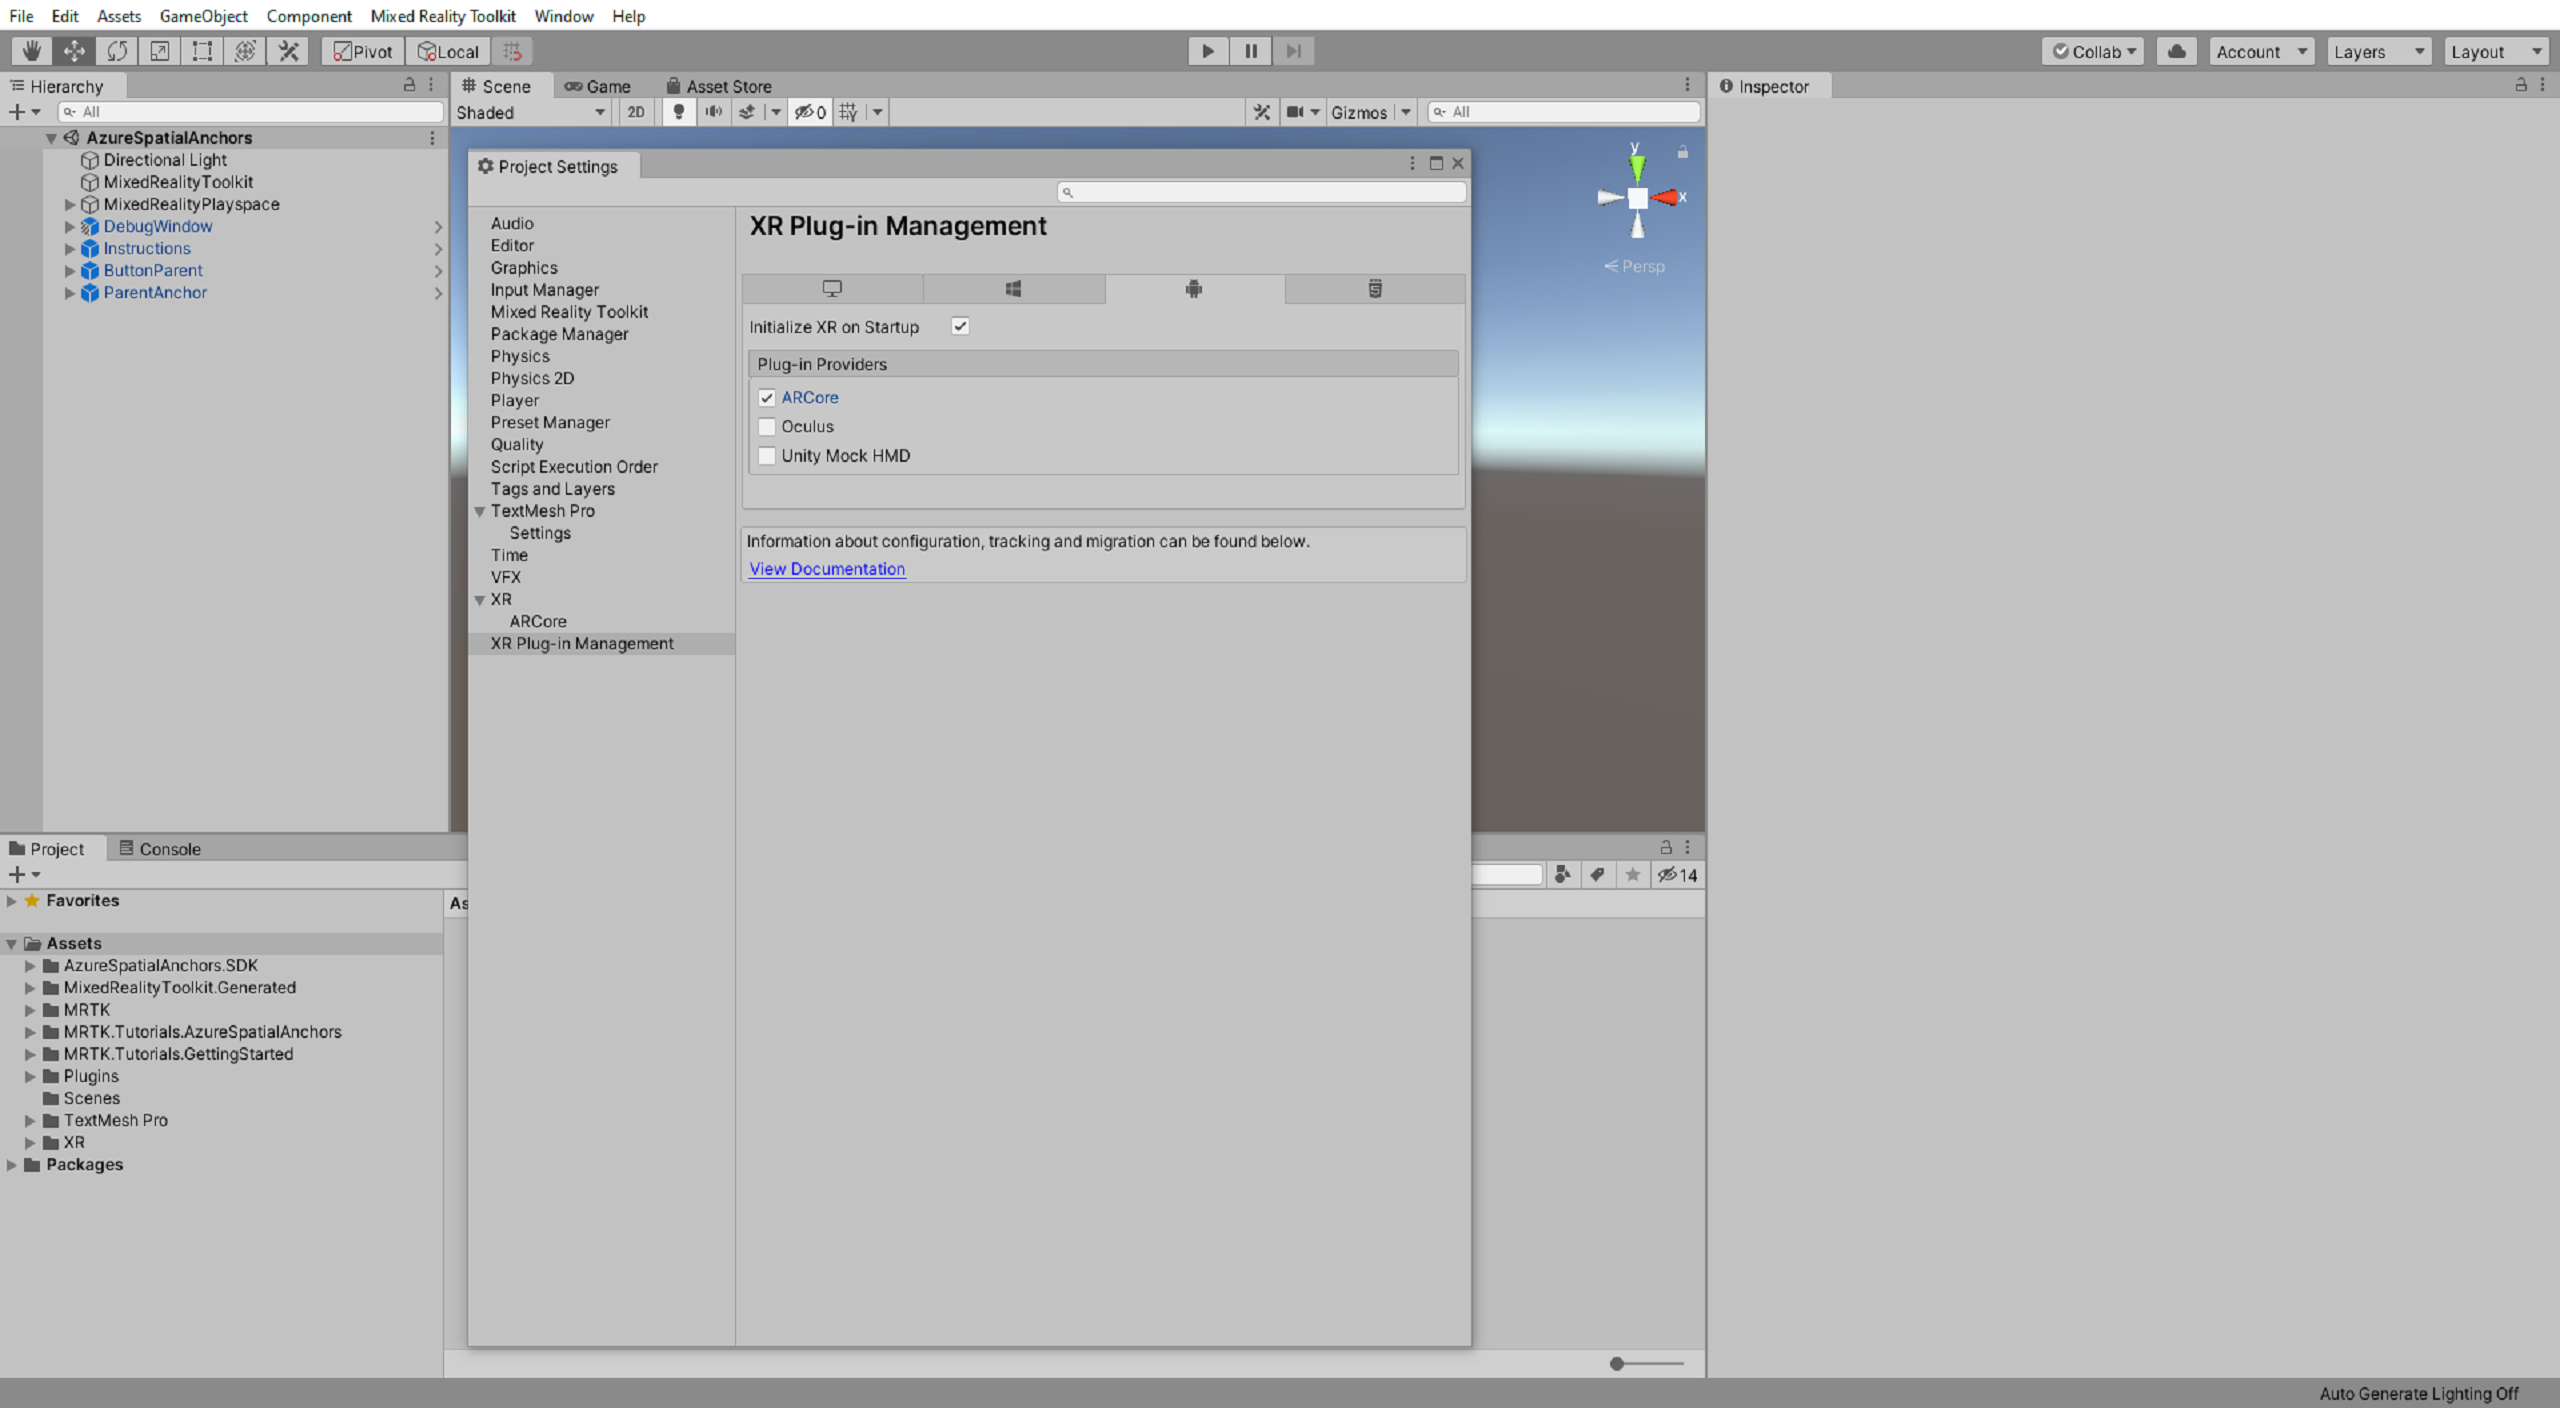 File Edit Assets GameObject Component Mixed Reality Toolkit Window Help
Pivot Local Collab Account Layers Layout
Hierarchy
All
AzureSpatialAnchors
Directional Light
MixedRealityToolkit
MixedRealityPlayspace
DebugWindow
Instructions
ButtonParent
ParentAnchor
Scene Game Asset Store
Shaded 2D 0 Gizmos All
y
x
Persp
Inspector
Project Settings
Audio
Editor
Graphics
Input Manager
Mixed Reality Toolkit
Package Manager
Physics
Physics 2D
Player
Preset Manager
Quality
Script Execution Order
Tags and Layers
TextMesh Pro
Settings
Time
VFX
XR
ARCore
XR Plug-in Management
XR Plug-in Management
Initialize XR on Startup
Plug-in Providers
ARCore
Oculus
Unity Mock HMD
Information about configuration, tracking and migration can be found below.
View Documentation
Project Console
14
Favorites
As
Assets
AzureSpatialAnchors.SDK
MixedRealityToolkit.Generated
MRTK
MRTK.Tutorials.AzureSpatialAnchors
MRTK.Tutorials.GettingStarted
Plugins
Scenes
TextMesh Pro
XR
Packages
Auto Generate Lighting Off